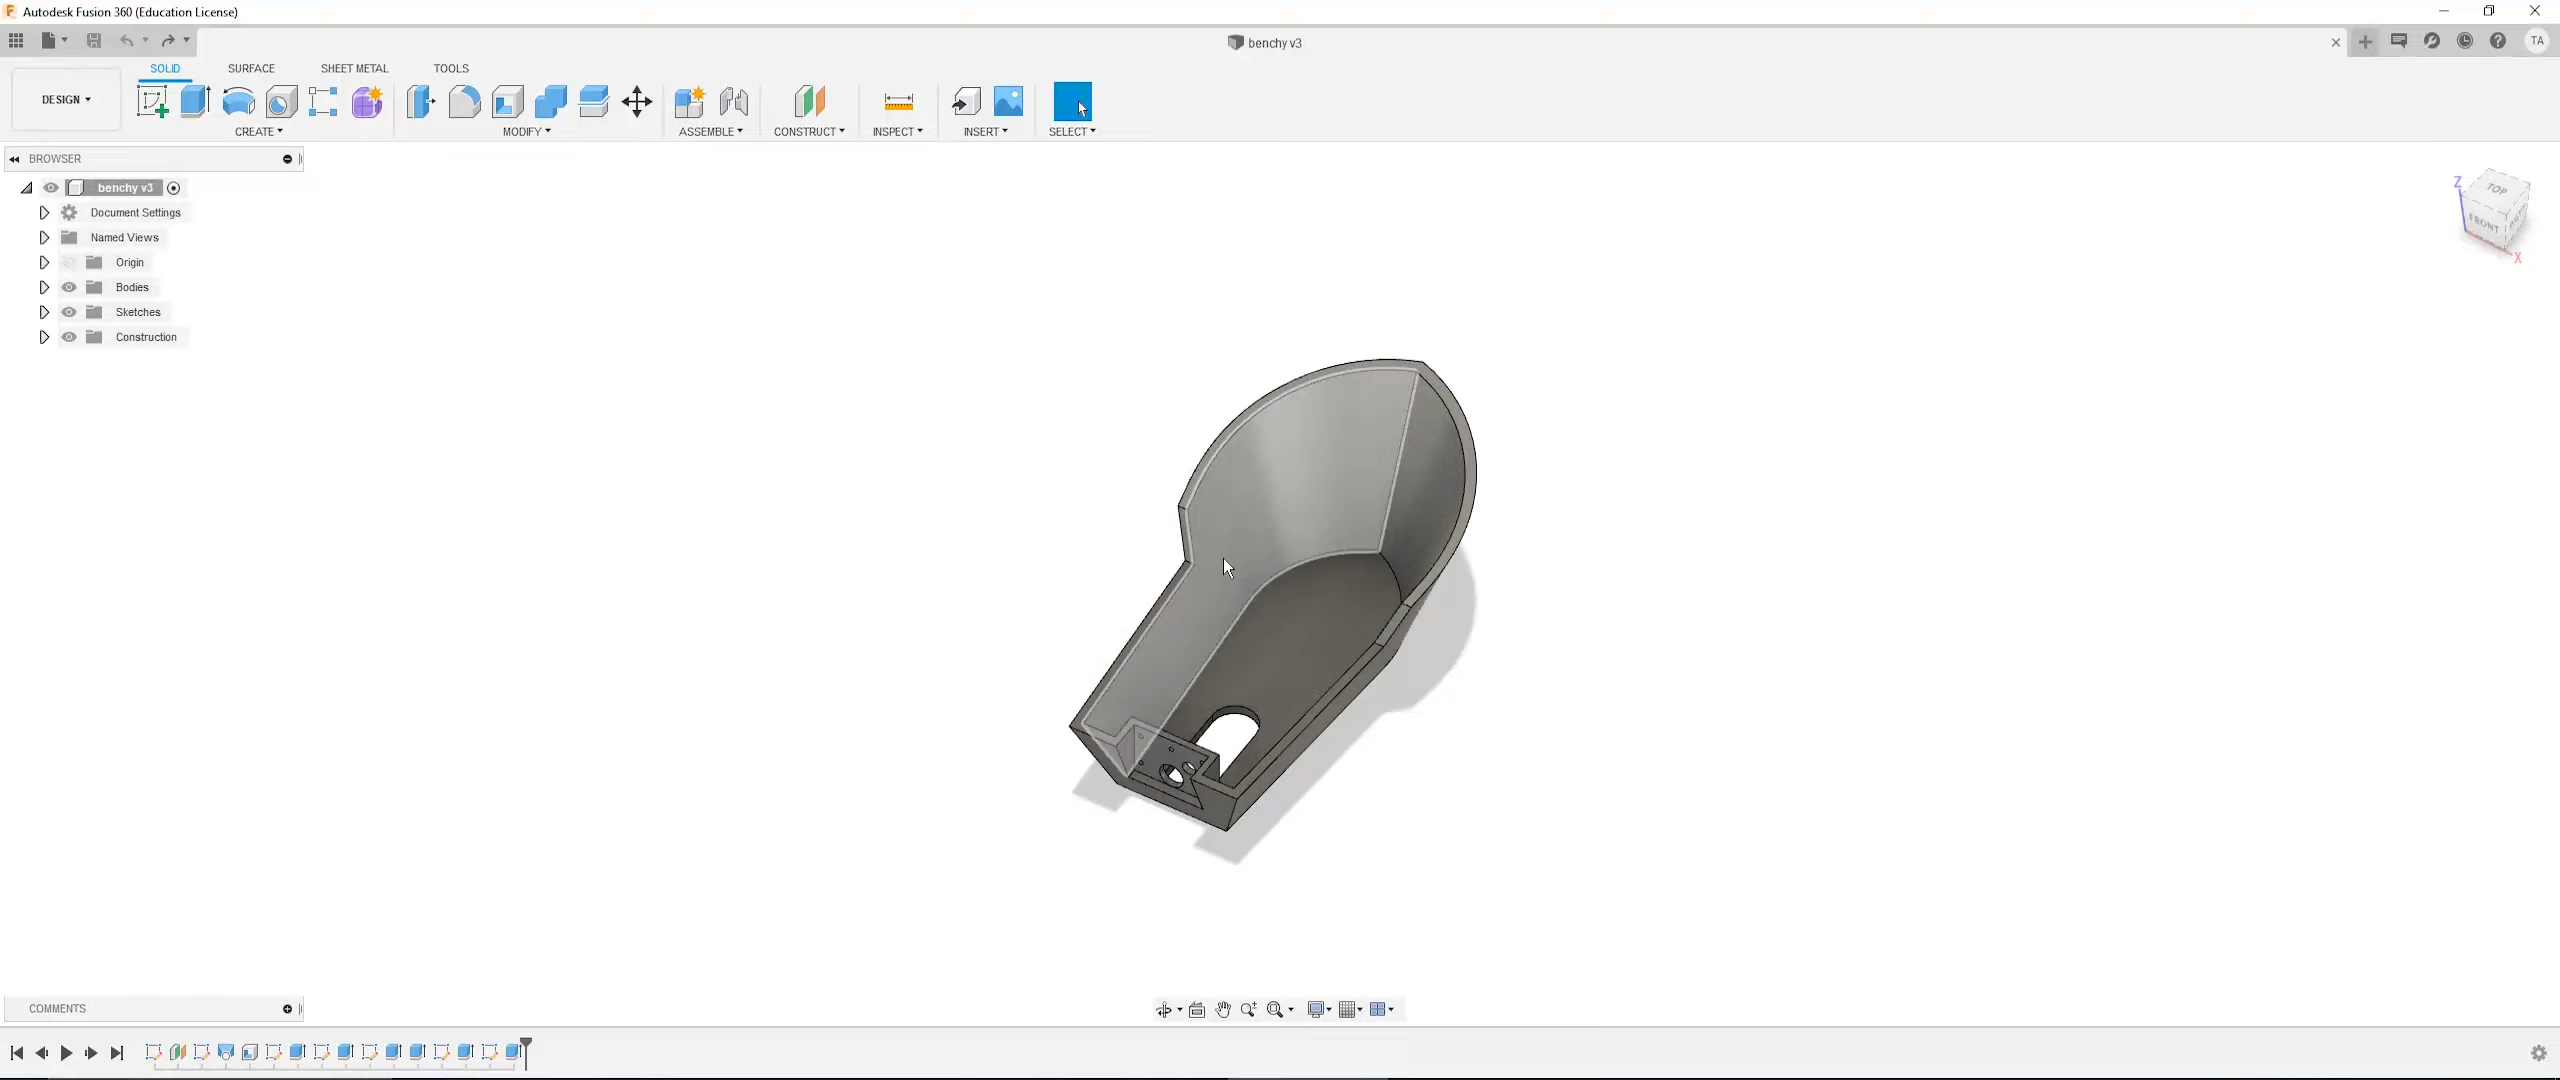 Autodesk Fusion 360 (Education License)
benchy v3
TA
SOLID
SURFACE
SHEET METAL
TOOLS
DESIGN
CREATE
MODIFY
ASSEMBLE
CONSTRUCT
INSPECT
INSERT
SELECT
BROWSER
benchy v3
Document Settings
Named Views
Origin
Bodies
Sketches
Construction
Z
TOP
FRONT
X
COMMENTS